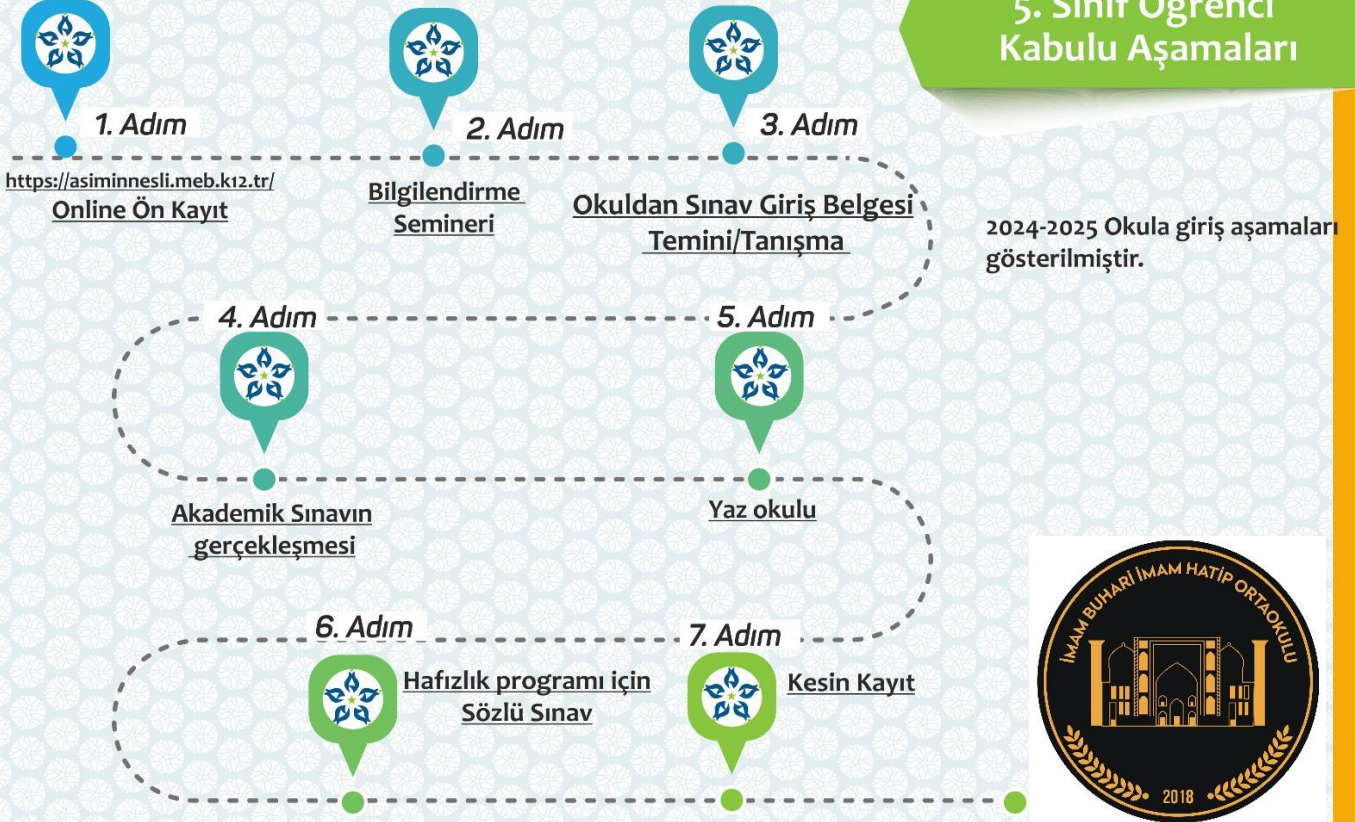 5. Sınıf Öğrenci
Kabulu Aşamaları
1. Adım
https://asiminnesli.meb.k12.tr/
Online Ön Kayıt
2. Adım
Bilgilendirme
Semineri
3. Adım
Okuldan Sınav Giriş Belgesi
Temini/Tanışma
2024-2025 Okula giriş aşamaları
gösterilmiştir.
4. Adım
Akademik Sınavın
gerçekleşmesi
5. Adım
Yaz okulu
6. Adım
Hafızlık programı için
Sözlü Sınav
7. Adım
Kesin Kayıt
İMAM BUHARİ İMAM HATİP ORTAOKULU
2018